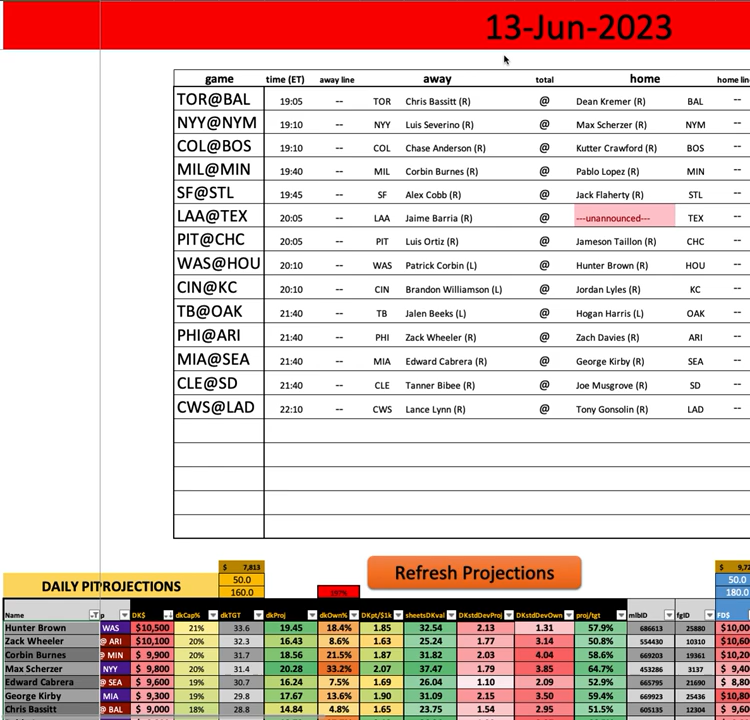 13-Jun-2023
game time (ET) away line away total home home line
TOR@BAL 19:05 -- TOR Chris Bassitt (R) @ Dean Kremer (R) BAL --
NYY@NYM 19:10 -- NYY Luis Severino (R) @ Max Scherzer (R) NYM --
COL@BOS 19:10 -- COL Chase Anderson (R) @ Kutter Crawford (R) BOS --
MIL@MIN 19:40 -- MIL Corbin Burnes (R) @ Pablo Lopez (R) MIN --
SF@STL 19:45 -- SF Alex Cobb (R) @ Jack Flaherty (R) STL --
LAA@TEX 20:05 -- LAA Jaime Barria (R) @ ---unannounced--- TEX --
PIT@CHC 20:05 -- PIT Luis Ortiz (R) @ Jameson Taillon (R) CHC --
WAS@HOU 20:10 -- WAS Patrick Corbin (L) @ Hunter Brown (R) HOU --
CIN@KC 20:10 -- CIN Brandon Williamson (L) @ Jordan Lyles (R) KC --
TB@OAK 21:40 -- TB Jalen Beeks (L) @ Hogan Harris (L) OAK --
PHI@ARI 21:40 -- PHI Zack Wheeler (R) @ Zach Davies (R) ARI --
MIA@SEA 21:40 -- MIA Edward Cabrera (R) @ George Kirby (R) SEA --
CLE@SD 21:40 -- CLE Tanner Bibee (R) @ Joe Musgrove (R) SD --
CWS@LAD 22:10 -- CWS Lance Lynn (R) @ Tony Gonsolin (R) LAD --
$ 7,813 $ 9,72
DAILY PITROJECTIONS 50.0 Refresh Projections 50.0
160.0 180.0
Name p DK$ dkCap% dkTGT dkProj dkOwn% DKpt/$1k sheetsDKval DKstdDevProj DKstdDevOwn proj/tgt mlbID fgID FD$
Hunter Brown WAS $10,500 21% 33.6 19.45 18.4% 1.85 32.54 2.13 1.31 57.9% 686613 25880 $10,00
Zack Wheeler @ ARI $10,100 20% 32.3 16.43 8.6% 1.63 25.24 1.77 3.14 50.8% 554430 10310 $10,60
Corbin Burnes @ MIN $ 9,900 20% 31.7 18.56 21.5% 1.87 31.82 2.03 4.04 58.6% 669203 19361 $10,20
Max Scherzer NYY $ 9,800 20% 31.4 20.28 33.2% 2.07 37.47 1.79 3.85 64.7% 453286 3137 $ 9,40
Edward Cabrera @ SEA $ 9,600 19% 30.7 16.24 7.5% 1.69 26.04 1.10 2.09 52.9% 665795 21690 $ 8,80
George Kirby MIA $ 9,300 19% 29.8 17.67 13.6% 1.90 31.09 2.15 3.50 59.4% 669923 25436 $10,80
Chris Bassitt @ BAL $ 9,000 18% 28.8 14.84 4.8% 1.65 23.75 1.54 2.95 51.5% 605135 12304 $ 9,60